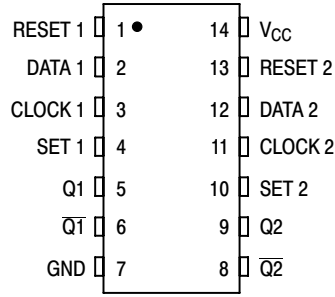 RESET 1 1 14 VCC
DATA 1 2 13 RESET 2
CLOCK 1 3 12 DATA 2
SET 1 4 11 CLOCK 2
Q1 5 10 SET 2
Q1 6 9 Q2
GND 7 8 Q2